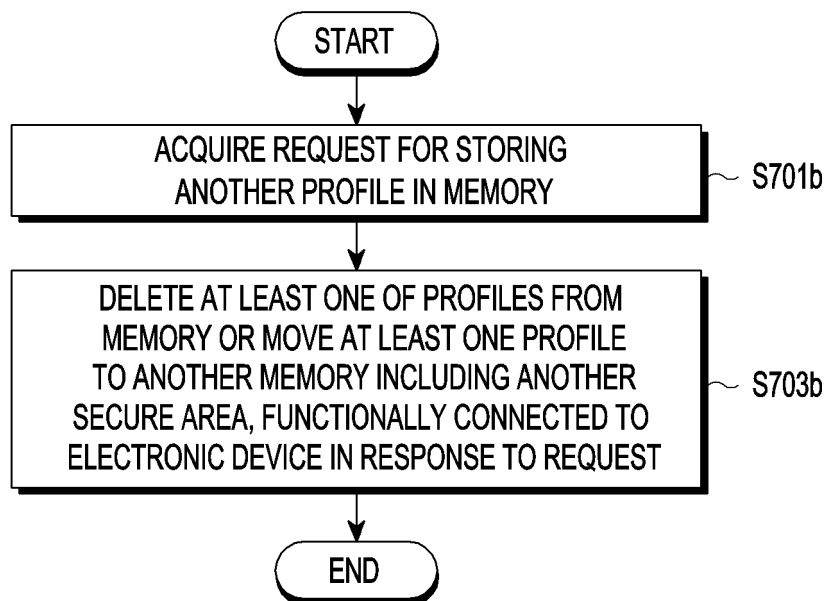 START
ACQUIRE REQUEST FOR STORING
ANOTHER PROFILE IN MEMORY
S701b
DELETE AT LEAST ONE OF PROFILES FROM
MEMORY OR MOVE AT LEAST ONE PROFILE
TO ANOTHER MEMORY INCLUDING ANOTHER
SECURE AREA, FUNCTIONALLY CONNECTED TO
ELECTRONIC DEVICE IN RESPONSE TO REQUEST
S703b
END